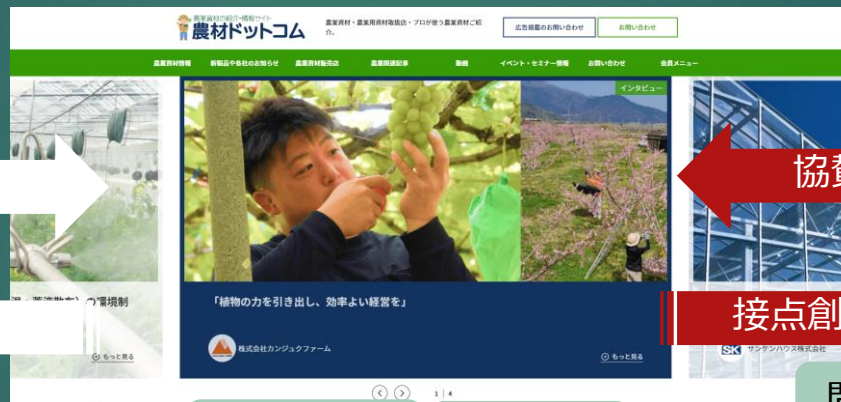 農業資材の紹介・情報サイト
農材ドットコム
農業資材・農業用資材取扱店・プロが使う農業資材ご紹
介。
広告掲載のお問い合わせ
お問い合わせ
農業資材情報
新製品や各社のお知らせ
農業資材販売店
農業関連記事
動画
イベント・セミナー情報
お問い合わせ
会員メニュー
インタビュー
協賛
の環境制
「植物の力を引き出し、効率よい経営を」
接点創
株式会社カンジュクファーム
もっと見る
もっと見る
SK サンケンハウス株式会社
1 | 4